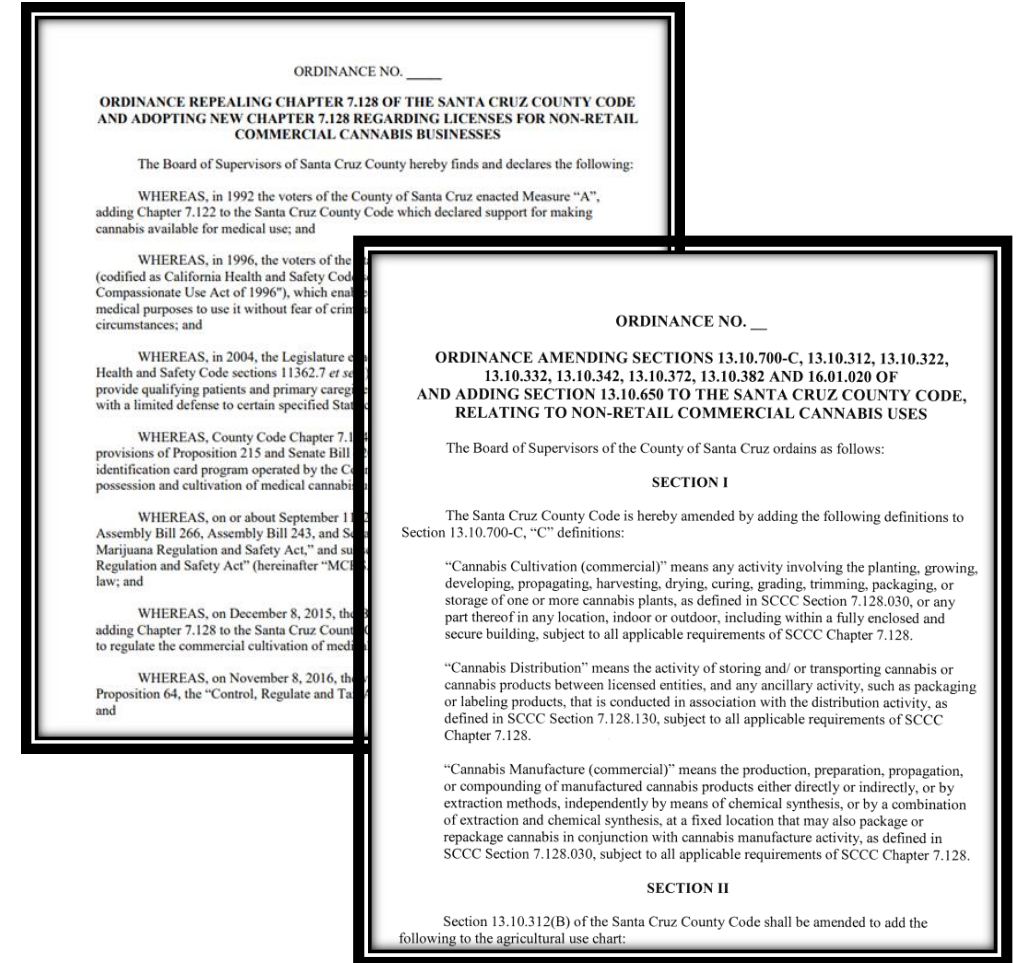 ORDINANCE NO. _____
ORDINANCE REPEALING CHAPTER 7.128 OF THE SANTA CRUZ COUNTY CODE
AND ADOPTING NEW CHAPTER 7.128 REGARDING LICENSES FOR NON-RETAIL
COMMERCIAL CANNABIS BUSINESSES
The Board of Supervisors of Santa Cruz County hereby finds and declares the following:
WHEREAS, in 1992 the voters of the County of Santa Cruz enacted Measure “A”,
adding Chapter 7.122 to the Santa Cruz County Code which declared support for making
cannabis available for medical use; and
WHEREAS, in 1996, the voters of the
(codified as California Health and Safety Code
Compassionate Use Act of 1996"), which
medical purposes to use it without fear of
circumstances; and
WHEREAS, in 2004, the Legislature
Health and Safety Code sections 11362.7 et
provide qualifying patients and primary
with a limited defense to certain specified
WHEREAS, County Code Chapter
provisions of Proposition 215 and Senate Bill
identification card program operated by the
possession and cultivation of medical
WHEREAS, on or about September
Assembly Bill 266, Assembly Bill 243, and
Marijuana Regulation and Safety Act,” and
Regulation and Safety Act” (hereinafter
law; and
WHEREAS, on December 8, 2015, the
adding Chapter 7.128 to the Santa Cruz
to regulate the commercial cultivation of
WHEREAS, on November 8, 2016, the
Proposition 64, the “Control, Regulate and
and
ORDINANCE NO. __
ORDINANCE AMENDING SECTIONS 13.10.700-C, 13.10.312, 13.10.322,
13.10.332, 13.10.342, 13.10.372, 13.10.382 AND 16.01.020 OF
AND ADDING SECTION 13.10.650 TO THE SANTA CRUZ COUNTY CODE,
RELATING TO NON-RETAIL COMMERCIAL CANNABIS USES
The Board of Supervisors of the County of Santa Cruz ordains as follows:
SECTION I
The Santa Cruz County Code is hereby amended by adding the following definitions to
Section 13.10.700-C, “C” definitions:
“Cannabis Cultivation (commercial)” means any activity involving the planting, growing,
developing, propagating, harvesting, drying, curing, grading, trimming, packaging, or
storage of one or more cannabis plants, as defined in SCCC Section 7.128.030, or any
part thereof in any location, indoor or outdoor, including within a fully enclosed and
secure building, subject to all applicable requirements of SCCC Chapter 7.128.
“Cannabis Distribution” means the activity of storing and/ or transporting cannabis or
cannabis products between licensed entities, and any ancillary activity, such as packaging
or labeling products, that is conducted in association with the distribution activity, as
defined in SCCC Section 7.128.130, subject to all applicable requirements of SCCC
Chapter 7.128.
“Cannabis Manufacture (commercial)” means the production, preparation, propagation,
or compounding of manufactured cannabis products either directly or indirectly, or by
extraction methods, independently by means of chemical synthesis, or by a combination
of extraction and chemical synthesis, at a fixed location that may also package or
repackage cannabis in conjunction with cannabis manufacture activity, as defined in
SCCC Section 7.128.030, subject to all applicable requirements of SCCC Chapter 7.128.
SECTION II
Section 13.10.312(B) of the Santa Cruz County Code shall be amended to add the
following to the agricultural use chart: